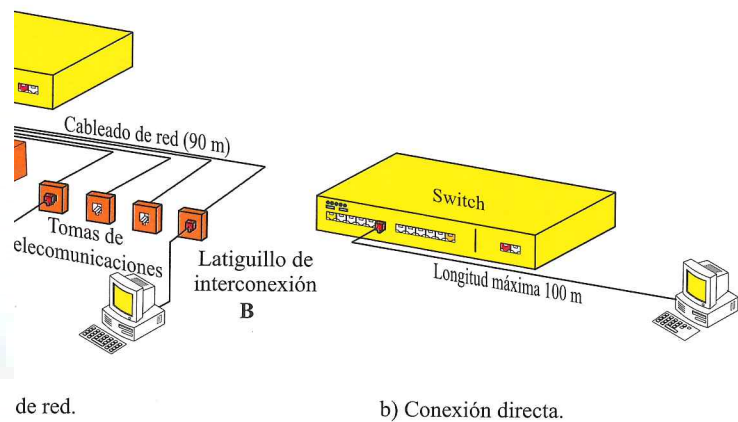 Cableado de red (90 m)
Tomas de
elecomunicaciones
Latiguillo de
interconexión
B
Switch
Longitud máxima 100 m
de red.
b) Conexión directa.